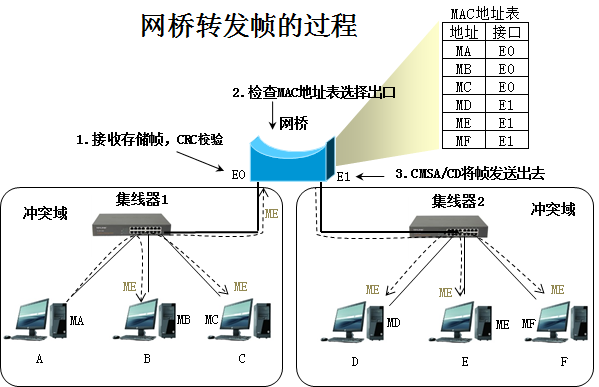 网桥转发帧的过程
MAC地址表
地址 接口
MA E0
MB E0
MC E0
MD E1
ME E1
MF E1
2.检查MAC地址表选择出口
网桥
1.接收存储帧，CRC校验
E0
E1
3.CMSA/CD将帧发送出去
冲突域
集线器1
ME
集线器2
冲突域
ME
ME
ME
ME
ME
MA
MB
MC
MD
ME
MF
A
B
C
D
E
F